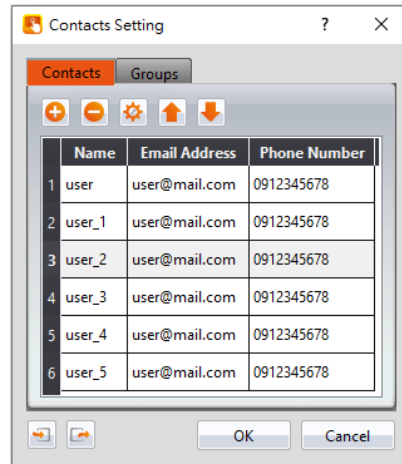 Contacts Setting ?
Contacts Groups
Name Email Address Phone Number
1 user user@mail.com 0912345678
2 user_1 user@mail.com 0912345678
3 user_2 user@mail.com 0912345678
4 user_3 user@mail.com 0912345678
5 user_4 user@mail.com 0912345678
6 user_5 user@mail.com 0912345678
OK Cancel